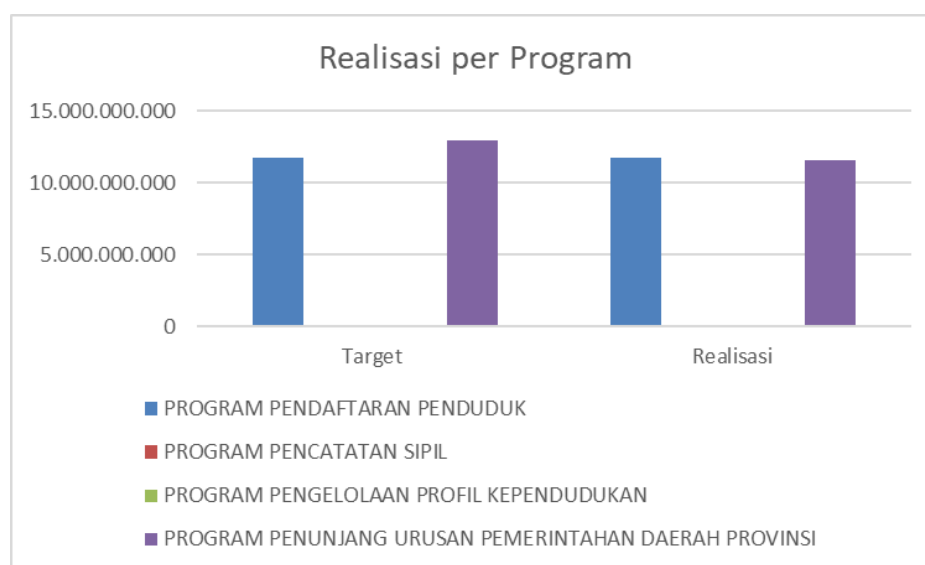 Realisasi per Program
15.000.000.000
10.000.000.000
5.000.000.000
0
Target Realisasi
PROGRAM PENDAFTARAN PENDUDUK
PROGRAM PENCATATAN SIPIL
PROGRAM PENGELOLAAN PROFIL KEPENDUDUKAN
PROGRAM PENUNJANG URUSAN PEMERINTAHAN DAERAH PROVINSI